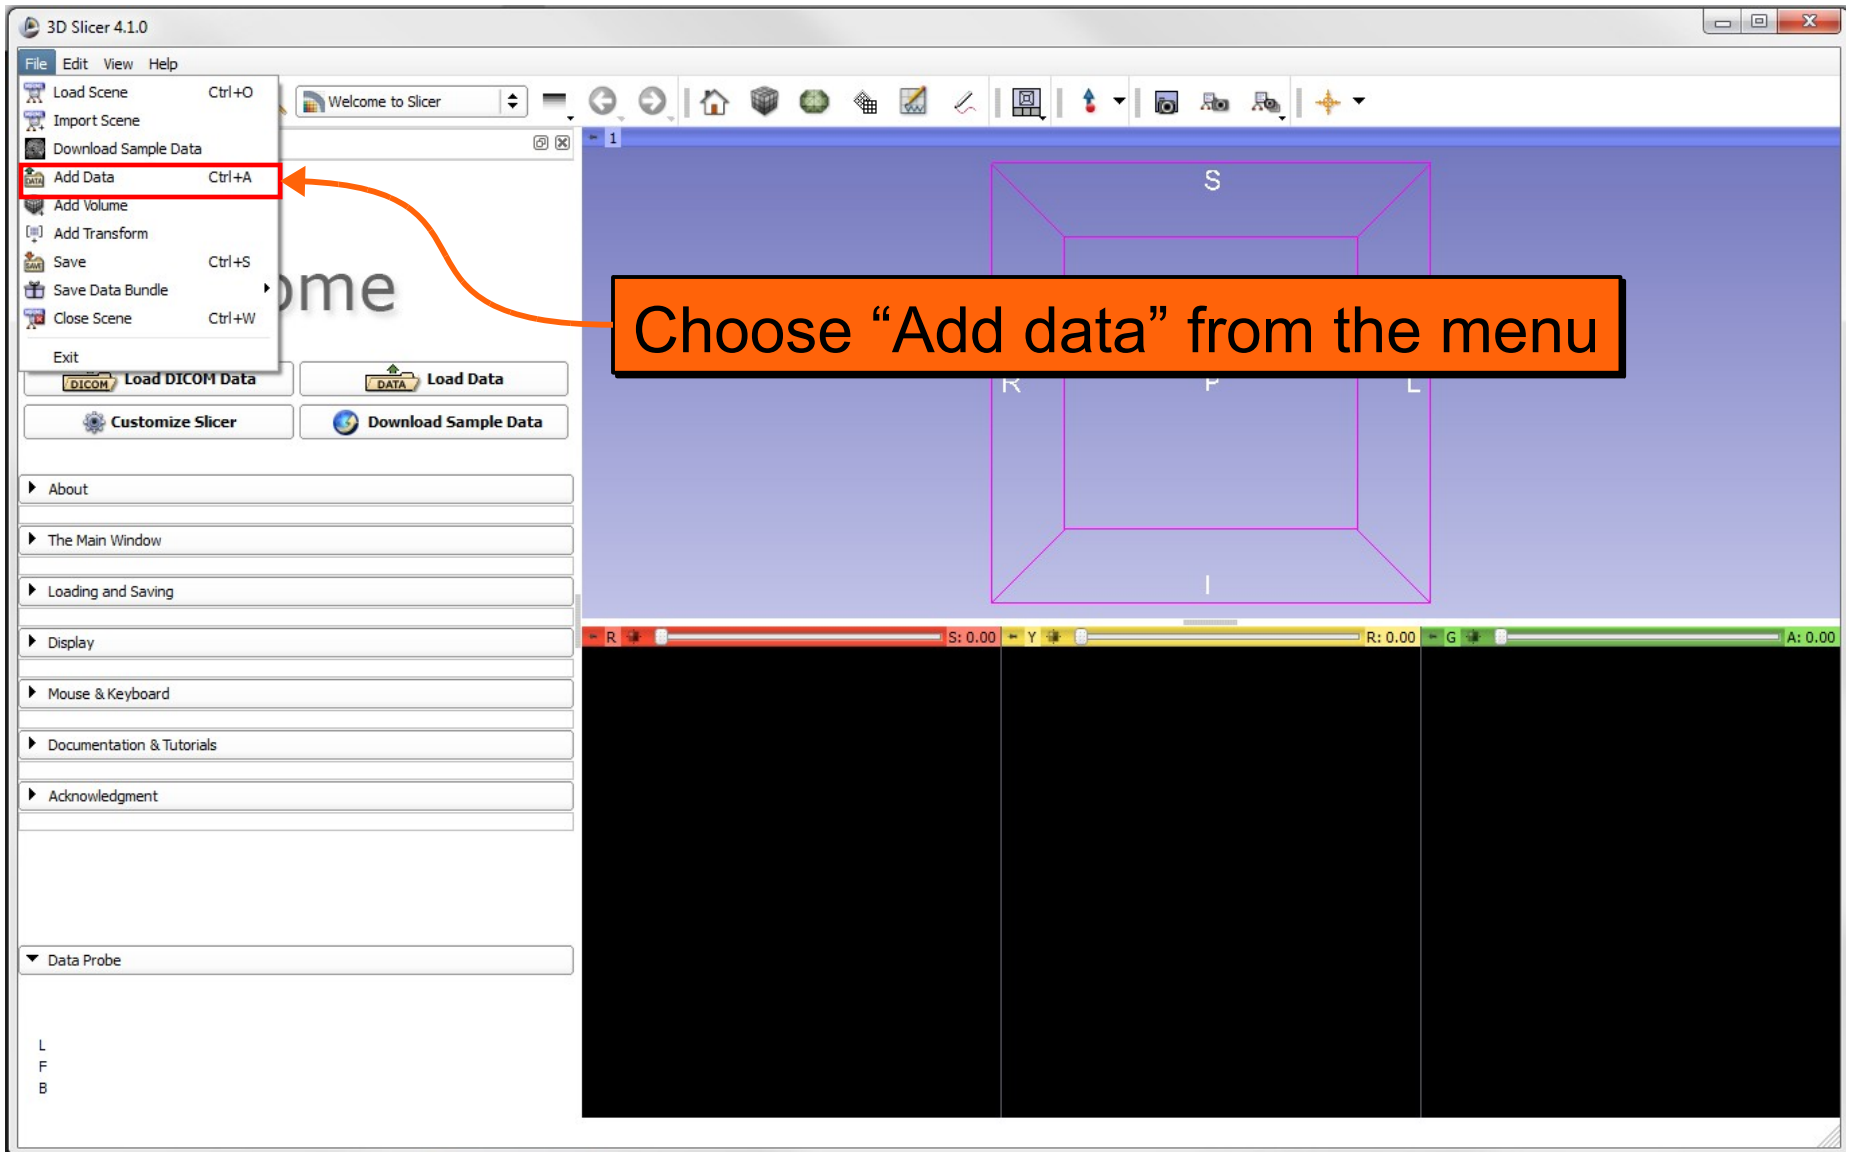 3D Slicer 4.1.0
File Edit View Help
Load Scene Ctrl+O
Import Scene
Download Sample Data
Add Data Ctrl+A
Add Volume
Add Transform
Save Ctrl+S
Save Data Bundle
Close Scene Ctrl+W
Exit
Welcome to Slicer
ome
DICOM Load DICOM Data
DATA Load Data
Customize Slicer
Download Sample Data
About
The Main Window
Loading and Saving
Display
Mouse & Keyboard
Documentation & Tutorials
Acknowledgment
Data Probe
L
F
B
1
S
Choose “Add data” from the menu
R P L
I
R S: 0.00
Y R: 0.00
G A: 0.00